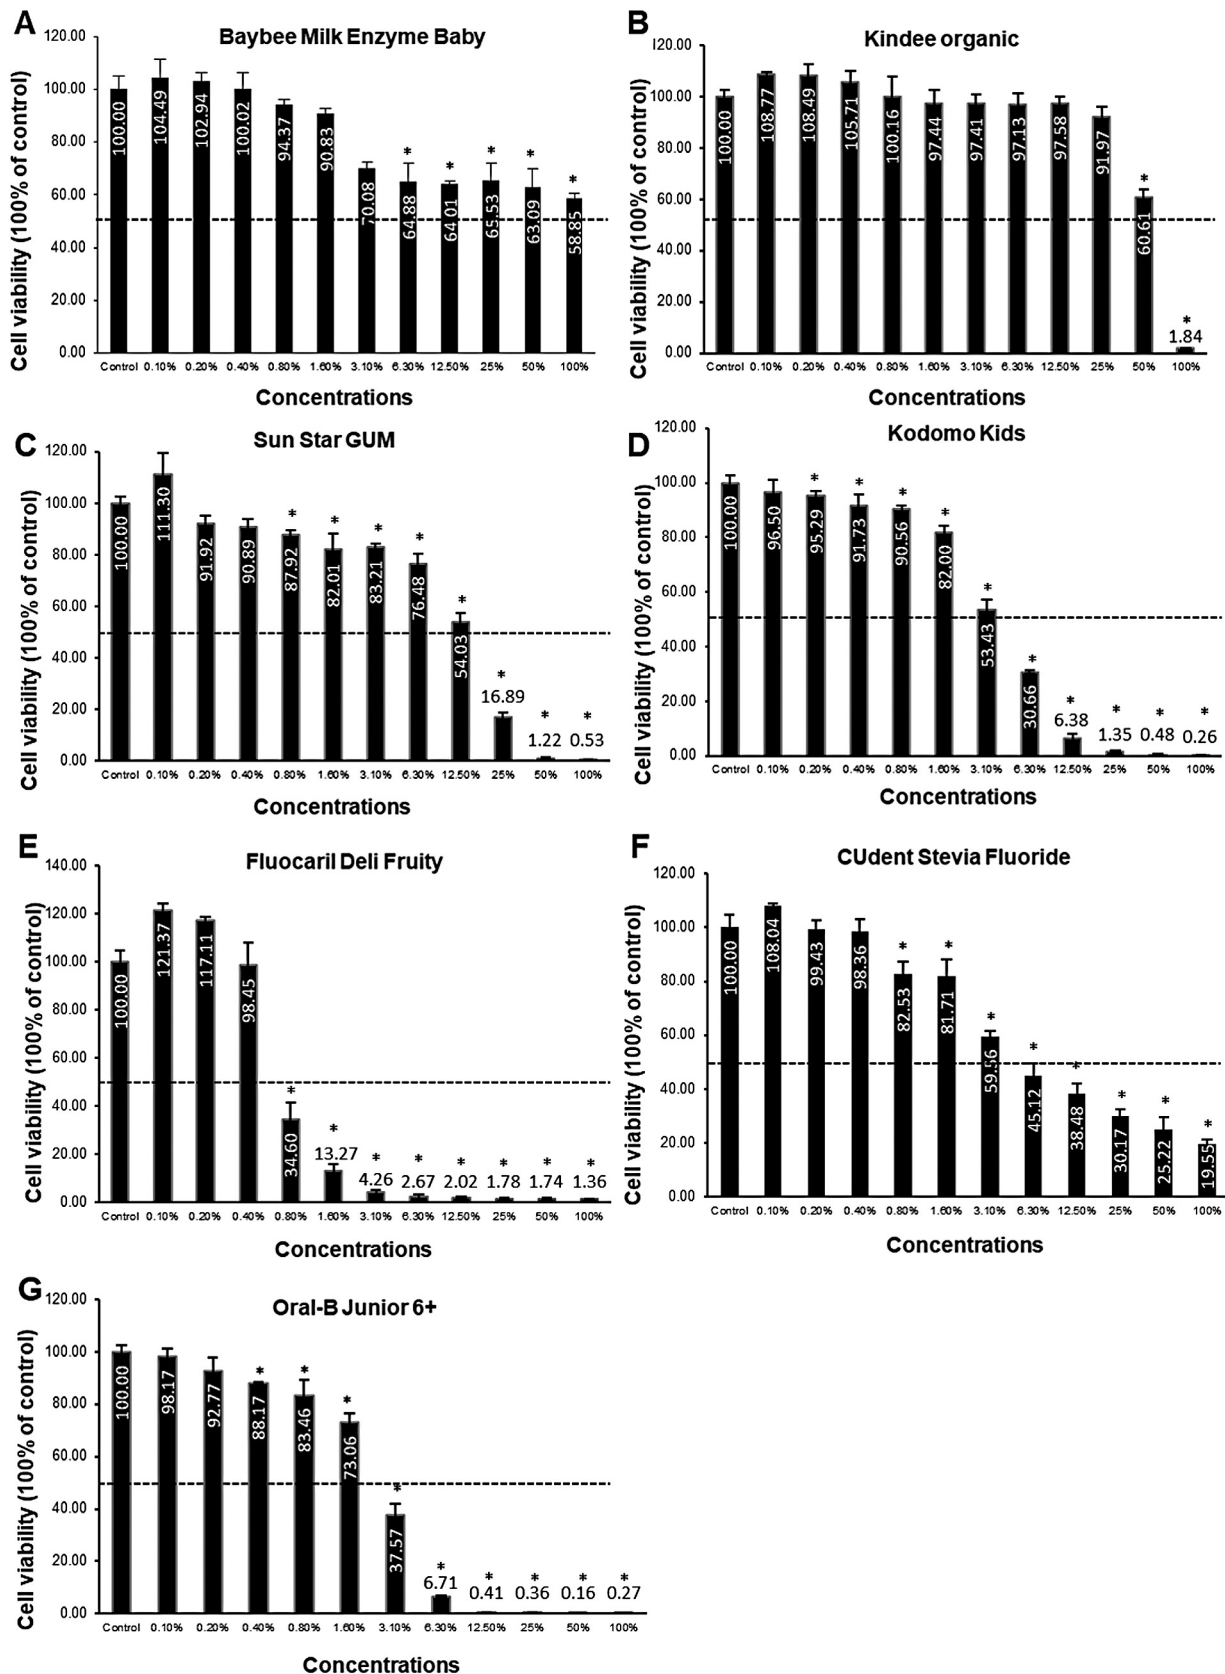 A
Baybee Milk Enzyme Baby
Cell viability (100% of control)
120.00
100.00
80.00
60.00
40.00
20.00
0.00
100.00 104.49 102.94 100.02 94.37 90.83 70.08 64.88 64.01 65.53 63.09 58.85
* * * * *
Control 0.10% 0.20% 0.40% 0.80% 1.60% 3.10% 6.30% 12.50% 25% 50% 100%
Concentrations
B
Kindee organic
Cell viability (100% of control)
120.00
100.00
80.00
60.00
40.00
20.00
0.00
100.00 108.77 108.49 105.71 100.16 97.44 97.41 97.13 97.58 91.97 60.61 1.84
* *
Control 0.10% 0.20% 0.40% 0.80% 1.60% 3.10% 6.30% 12.50% 25% 50% 100%
Concentrations
C
Sun Star GUM
Cell viability (100% of control)
120.00
100.00
80.00
60.00
40.00
20.00
0.00
100.00 111.30 91.92 90.89 87.92 82.01 83.21 76.48 54.03 16.89 1.22 0.53
* * * * * * * *
Control 0.10% 0.20% 0.40% 0.80% 1.60% 3.10% 6.30% 12.50% 25% 50% 100%
Concentrations
D
Kodomo Kids
Cell viability (100% of control)
120.00
100.00
80.00
60.00
40.00
20.00
0.00
100.00 96.50 95.29 91.73 90.56 82.00 53.43 30.66 6.38 1.35 0.48 0.26
* * * * * * * * * *
Control 0.10% 0.20% 0.40% 0.80% 1.60% 3.10% 6.30% 12.50% 25% 50% 100%
Concentrations
E
Fluocaril Deli Fruity
Cell viability (100% of control)
140.00
120.00
100.00
80.00
60.00
40.00
20.00
0.00
100.00 121.37 117.11 98.45 34.60 13.27 4.26 2.67 2.02 1.78 1.74 1.36
* * * * * * * *
Control 0.10% 0.20% 0.40% 0.80% 1.60% 3.10% 6.30% 12.50% 25% 50% 100%
Concentrations
F
CUdent Stevia Fluoride
Cell viability (100% of control)
120.00
100.00
80.00
60.00
40.00
20.00
0.00
100.00 108.04 99.43 98.36 82.53 81.71 59.56 45.12 38.48 30.17 25.22 19.55
* * * * * * * *
Control 0.10% 0.20% 0.40% 0.80% 1.60% 3.10% 6.30% 12.50% 25% 50% 100%
Concentrations
G
Oral-B Junior 6+
Cell viability (100% of control)
120.00
100.00
80.00
60.00
40.00
20.00
0.00
100.00 98.17 92.77 88.17 83.46 73.06 37.57 6.71 0.41 0.36 0.16 0.27
* * * * * * * * *
Control 0.10% 0.20% 0.40% 0.80% 1.60% 3.10% 6.30% 12.50% 25% 50% 100%
Concentrations